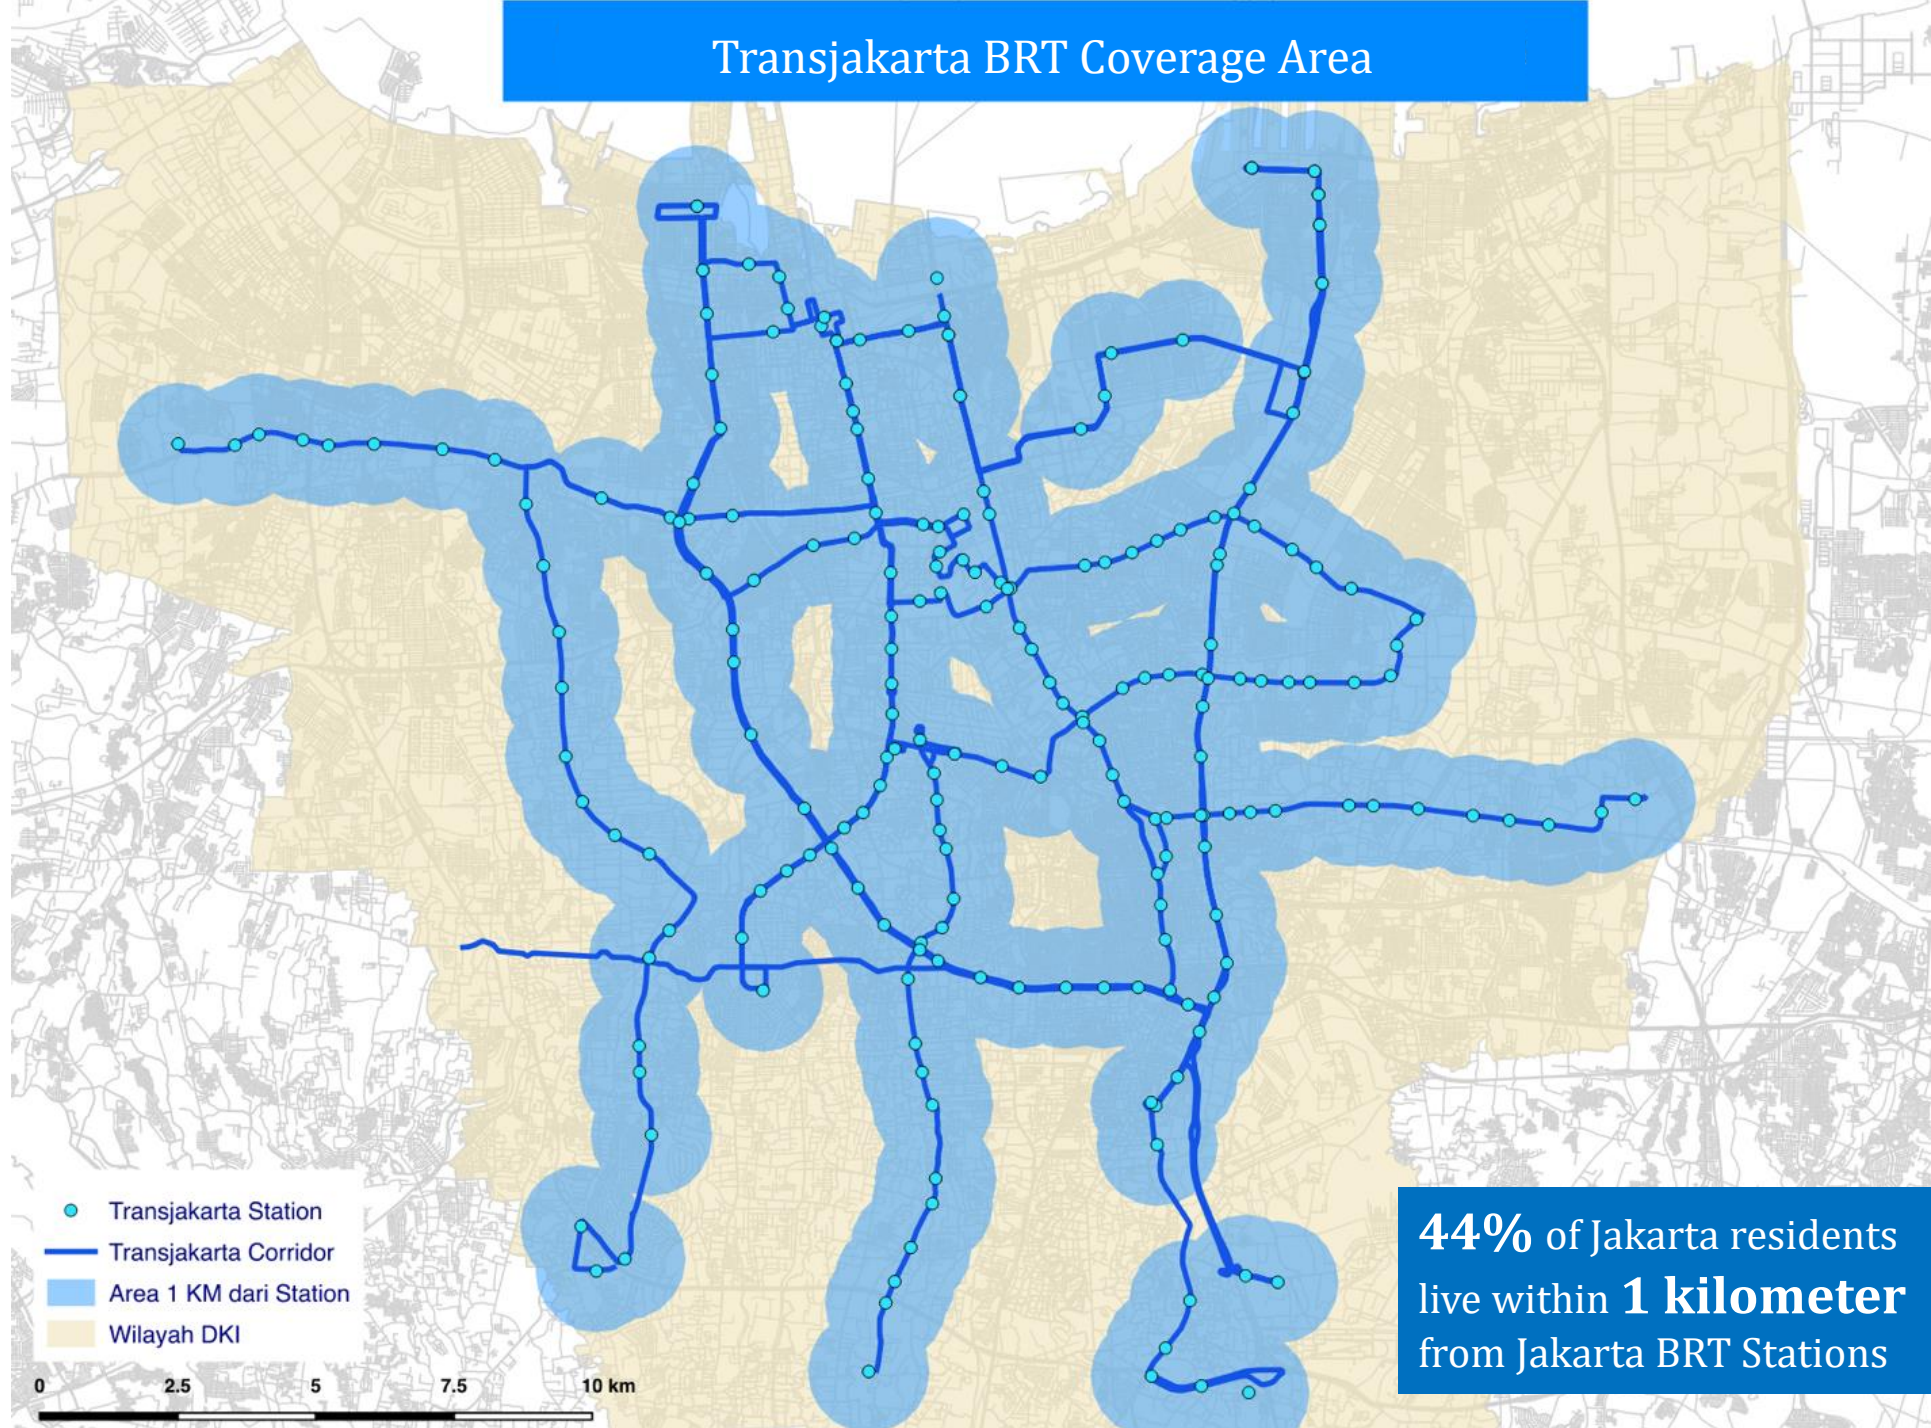 Transjakarta BRT Coverage Area
Transjakarta Station
Transjakarta Corridor
Area 1 KM dari Station
Wilayah DKI
0 2.5 5 7.5 10 km
44% of Jakarta residents
live within 1 kilometer
from Jakarta BRT Stations